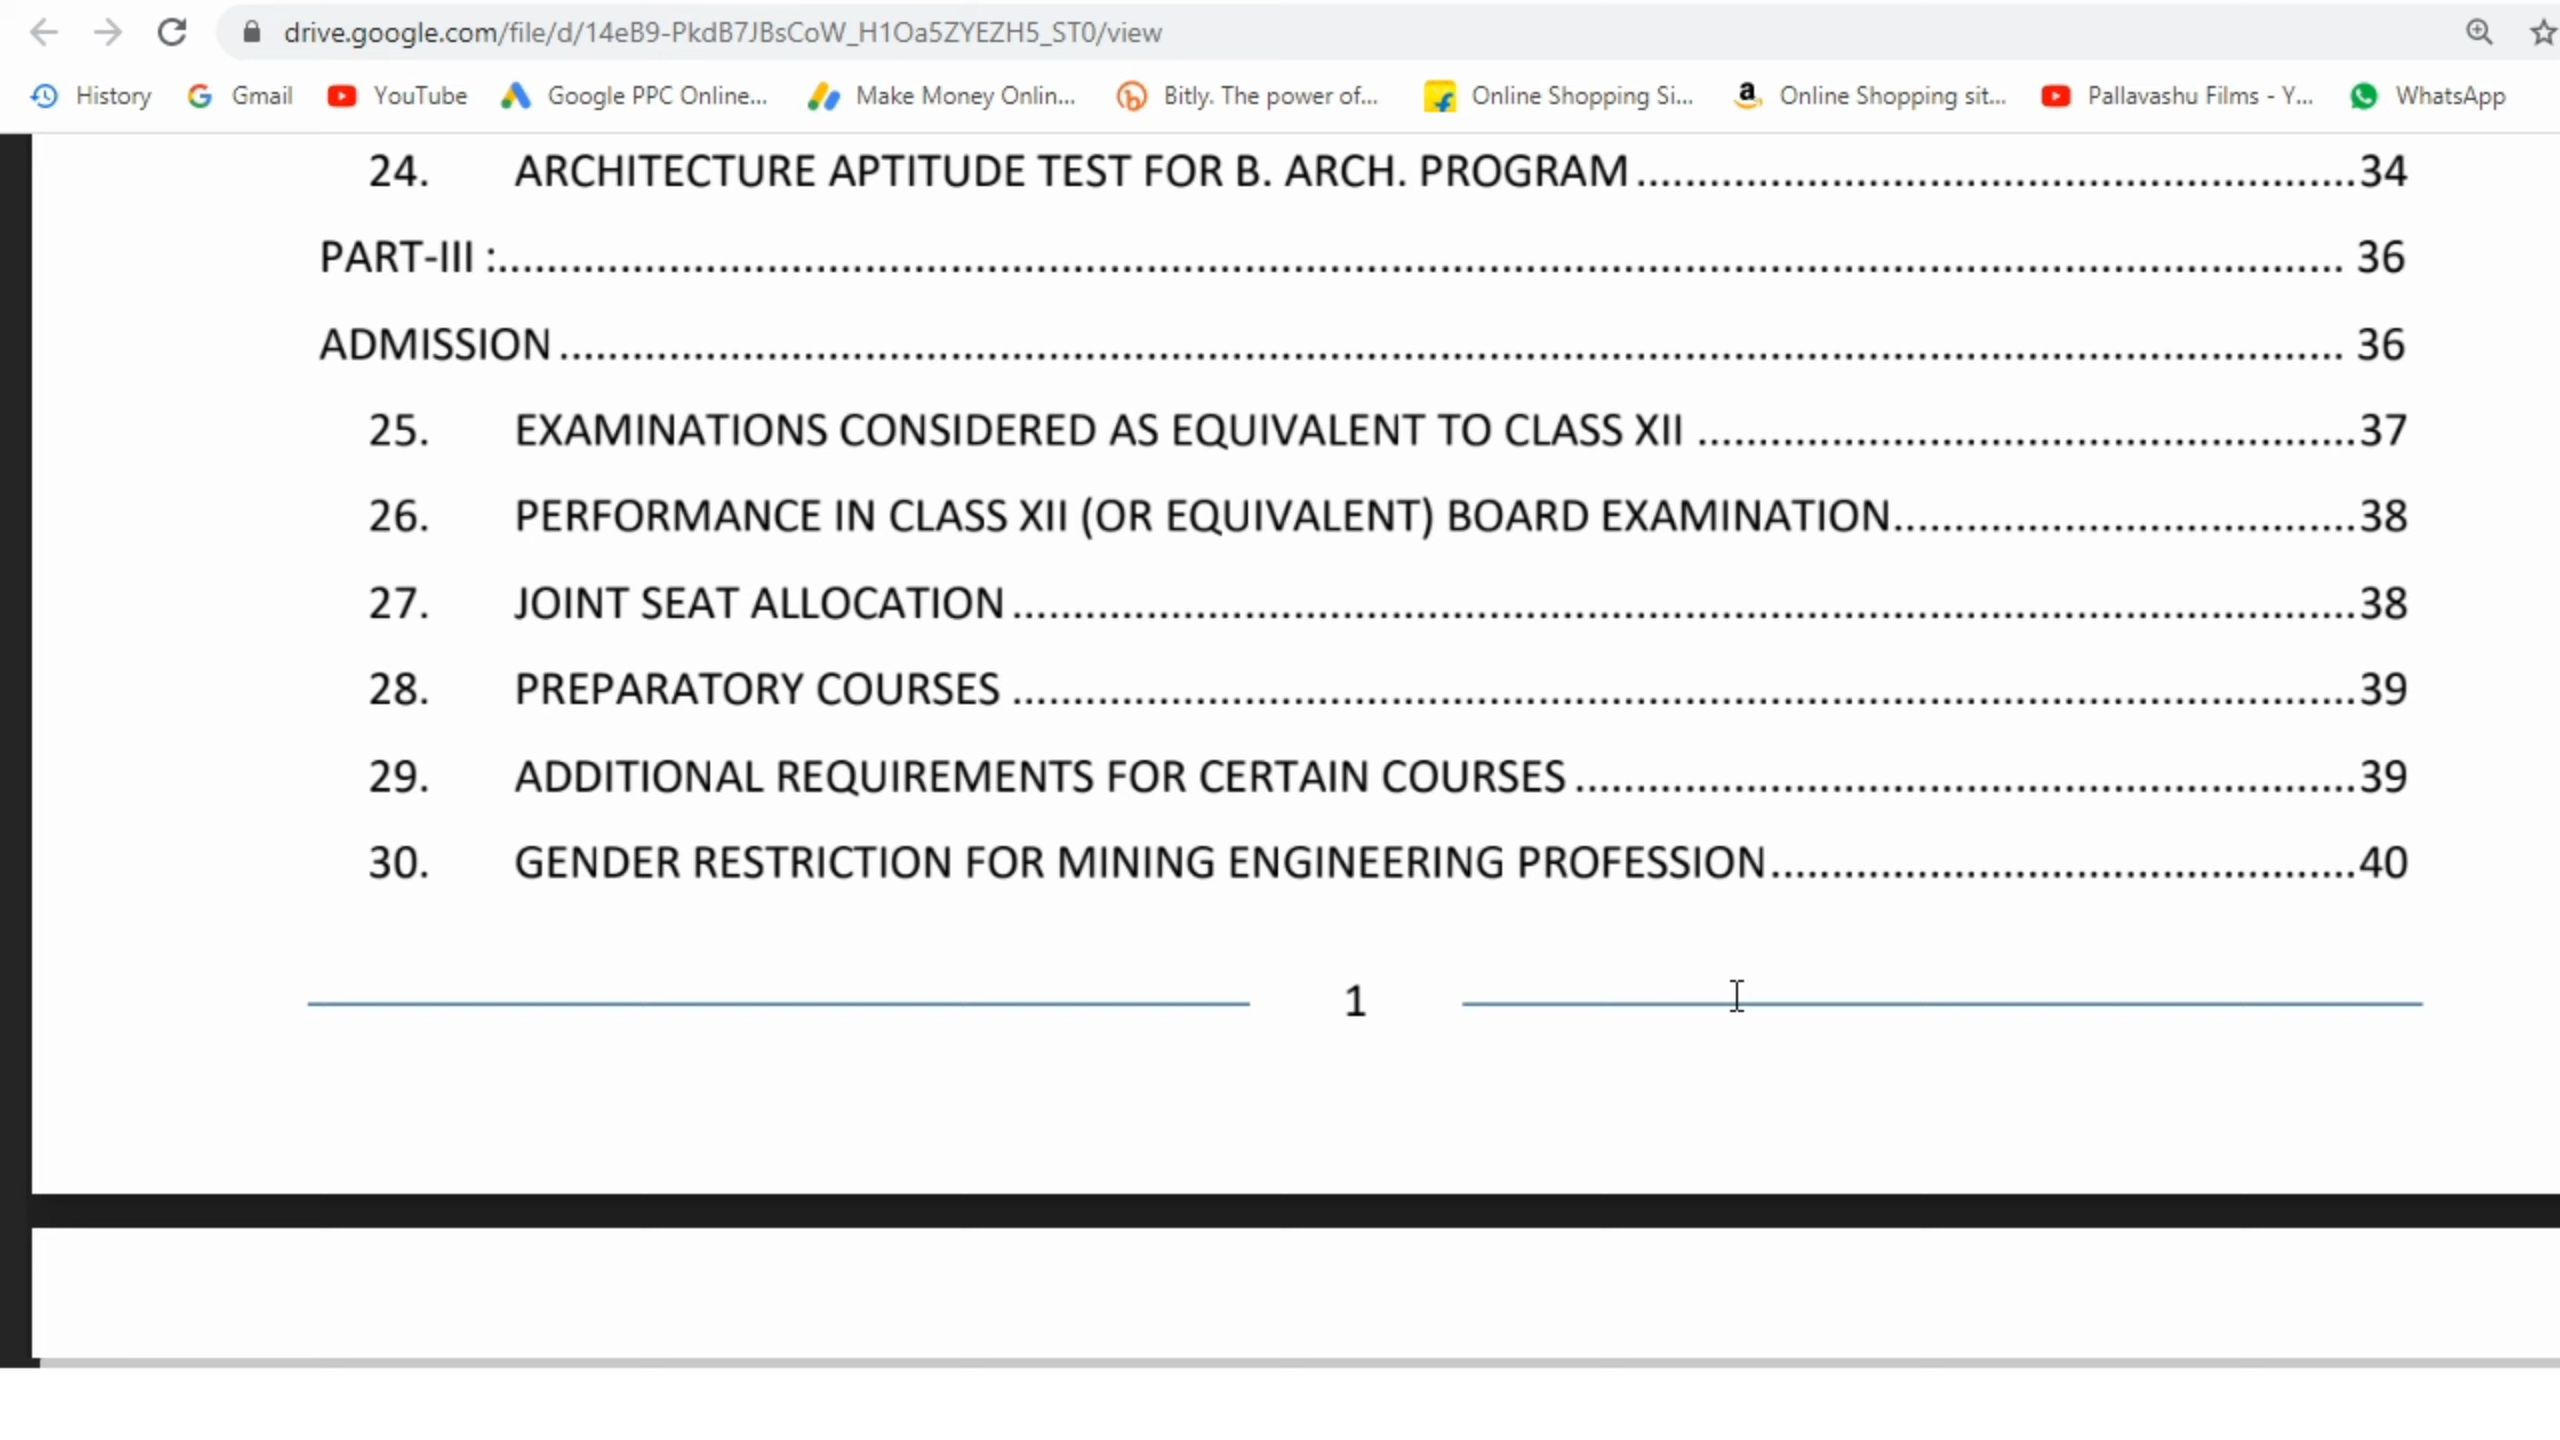 drive.google.com/file/d/14eB9-PkdB7JBsCoW_H1Oa5ZYEZH5_ST0/view
History Gmail YouTube Google PPC Online... Make Money Onlin... Bitly. The power of... Online Shopping Si... Online Shopping sit... Pallavashu Films - Y... WhatsApp
24. ARCHITECTURE APTITUDE TEST FOR B. ARCH. PROGRAM 34
PART-III : 36
ADMISSION 36
25. EXAMINATIONS CONSIDERED AS EQUIVALENT TO CLASS XII 37
26. PERFORMANCE IN CLASS XII (OR EQUIVALENT) BOARD EXAMINATION 38
27. JOINT SEAT ALLOCATION 38
28. PREPARATORY COURSES 39
29. ADDITIONAL REQUIREMENTS FOR CERTAIN COURSES 39
30. GENDER RESTRICTION FOR MINING ENGINEERING PROFESSION 40
1